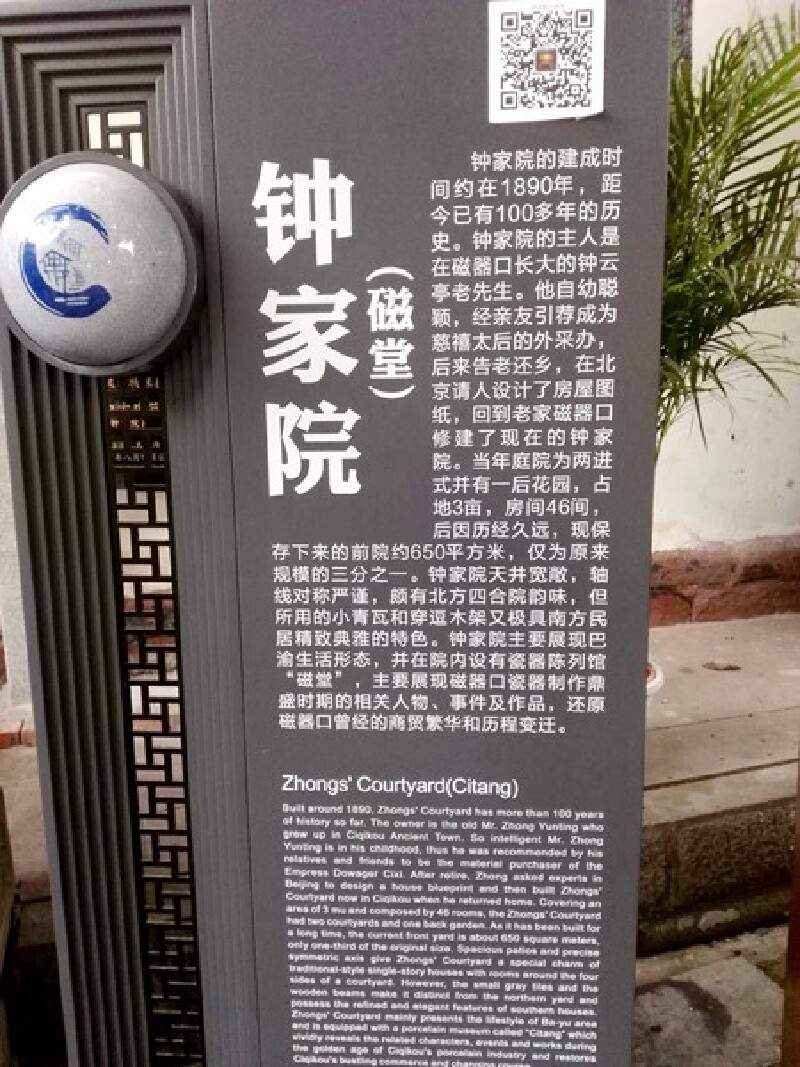 钟家院
（磁堂）
钟家院的建成时
间约在1890年，距
今已有100多年的历
史。钟家院的主人是
在磁器口长大的钟云
亭老先生。他自幼聪
颖，经亲友引荐成为
慈禧太后的外采办，
后来告老还乡，在北
京请人设计了房屋图
纸，回到老家磁器口
修建了现在的钟家
院。当年庭院为两进
式并有一后花园，占
地3亩，房间46间，
后因历经久远，现保
存下来的前院约650平方米，仅为原来
规模的三分之一。钟家院天井宽敞，轴
线对称严谨，颇有北方四合院韵味，但
所用的小青瓦和穿逗木架又极具南方民
居精致典雅的特色。钟家院主要展现巴
渝生活形态，并在院内设有瓷器陈列馆
“磁堂”，主要展现磁器口瓷器制作鼎
盛时期的相关人物、事件及作品，还原
磁器口曾经的商贸繁华和历程变迁。
Zhongs' Courtyard(Citang)
Built around 1890, Zhongs' Courtyard has more than 100 years
of history so far. The owner is the old Mr. Zhong Yunting who
grew up in Ciqikou Ancient Town. So intelligent Mr. Zhong
Yunting is in his childhood, thus he was recommended by his
relatives and friends to be the material purchaser of the
Empress Dowager Cixi. After retire, Zhong asked experts in
Beijing to design a house blueprint and then built Zhongs'
Courtyard now in Ciqikou when he returned home. Covering an
area of 3 mu and composed by 46 rooms, the Zhongs' Courtyard
had two courtyards and one back garden. As it has been built for
a long time, the current front yard is about 650 square meters,
only one-third of the original size. Spacious patios and precise
symmetric axis give Zhongs' Courtyard a special charm of
traditional-style single-story houses with rooms around the four
sides of a courtyard. However, the small gray tiles and the
wooden beams make it distinct from the northern yard and
possess the refined and elegant features of southern houses.
Zhongs' Courtyard mainly presents the lifestyle of Ba-yu area
and is equipped with a porcelain museum called "Citang" which
vividly reveals the related characters, events and works during
the golden age of Ciqikou's porcelain industry and restores
Ciqikou's bustling commerce and changing course.